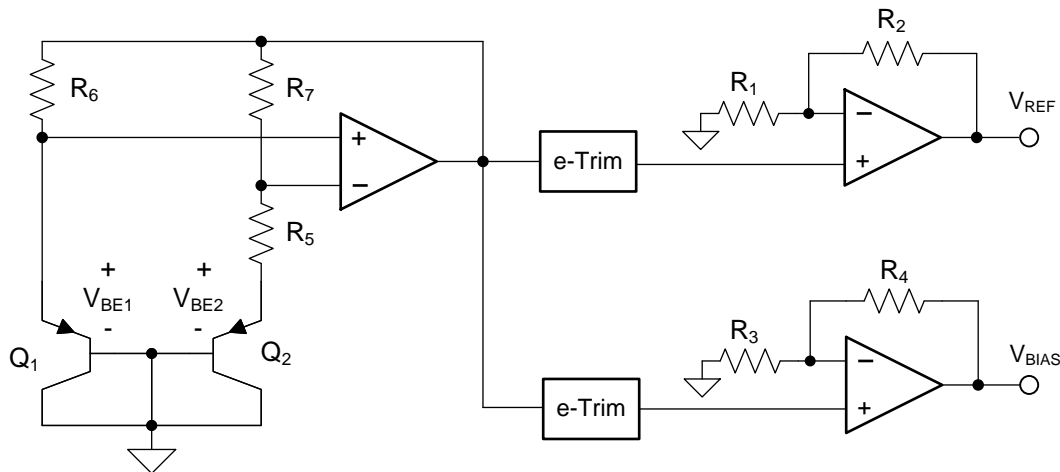 R2
R6
R7
R1
VREF
+
−
e-Trim
−
+
R5
+
+
VBE1
VBE2
-
-
R4
Q1
Q2
R3
VBIAS
−
e-Trim
+